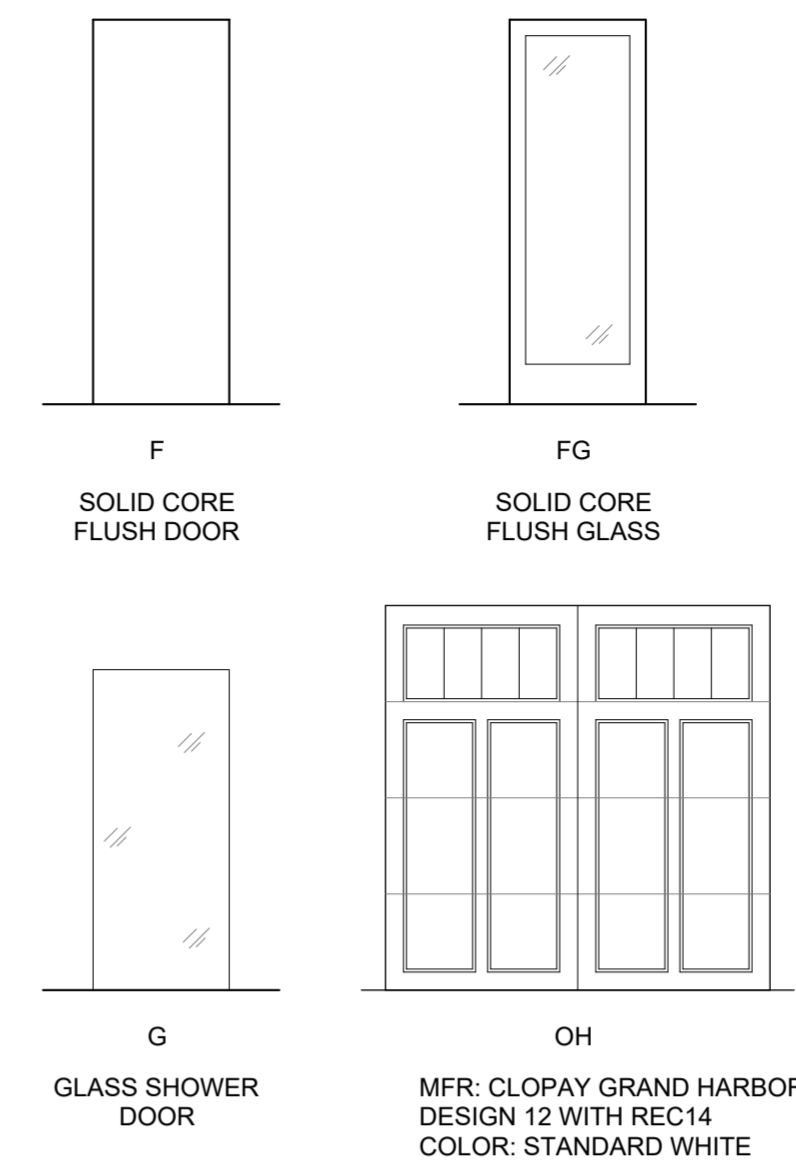 F
SOLID CORE
FLUSH DOOR
FG
SOLID CORE
FLUSH GLASS
G
GLASS SHOWER
DOOR
OH
MFR: CLOPAY GRAND HARBOR
DESIGN 12 WITH REC14
COLOR: STANDARD WHITE